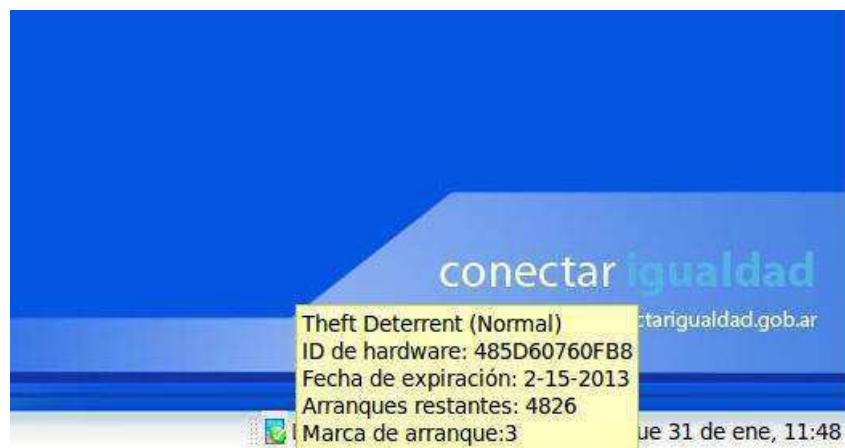 conectar igualdad
ctarigualdad.gob.ar
Theft Deterrent (Normal)
ID de hardware: 485D60760FB8
Fecha de expiración: 2-15-2013
Arranques restantes: 4826
Marca de arranque:3
ue 31 de ene, 11:48